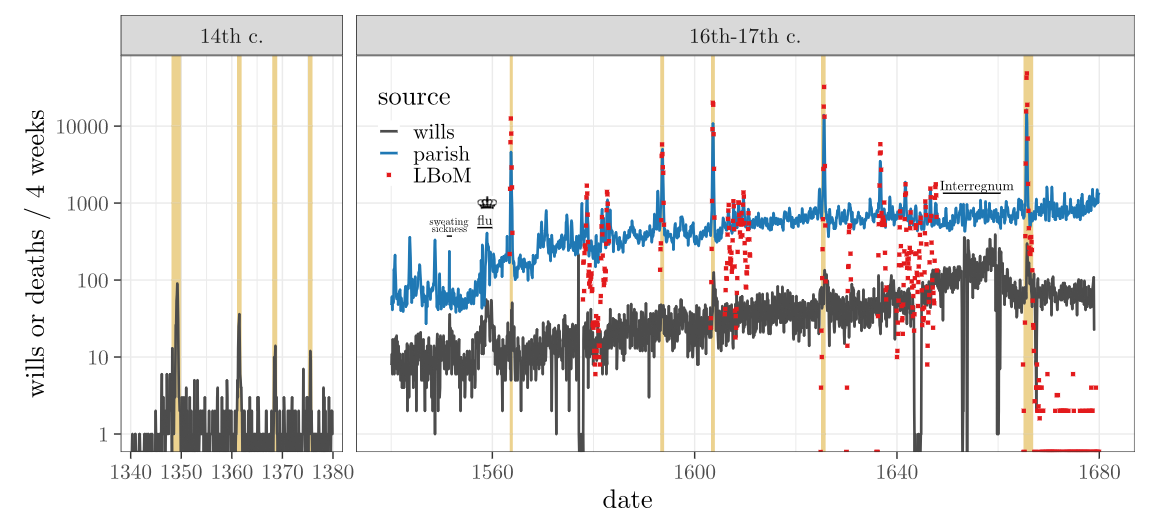 14th c.
16th-17th c.
wills or deaths / 4 weeks
10000
1000
100
10
1
source
wills
parish
LBoM
sweating
sickness
flu
Interregnum
1340
1350
1360
1370
1380
1560
1600
1640
1680
date